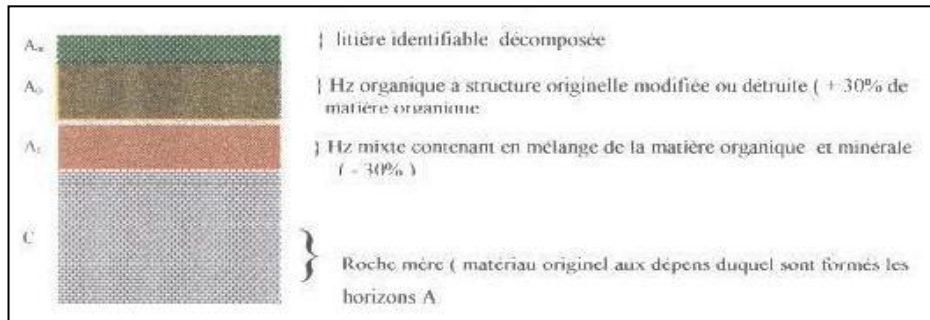 A₀₀ } litière identifiable décomposée
A₀ } Hz organique a structure originelle modifiée ou détruite ( + 30% de
matière organique
A₁ } Hz mixte contenant en mélange de la matière organique et minérale
( - 30% )
C } Roche mère ( matériau originel aux dépens duquel sont formés les
horizons A